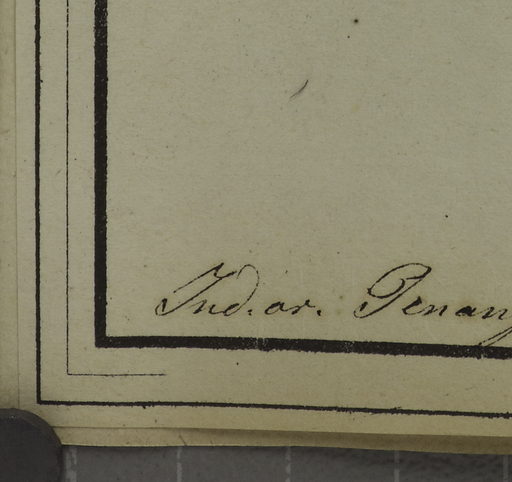 Ind. or. Penang